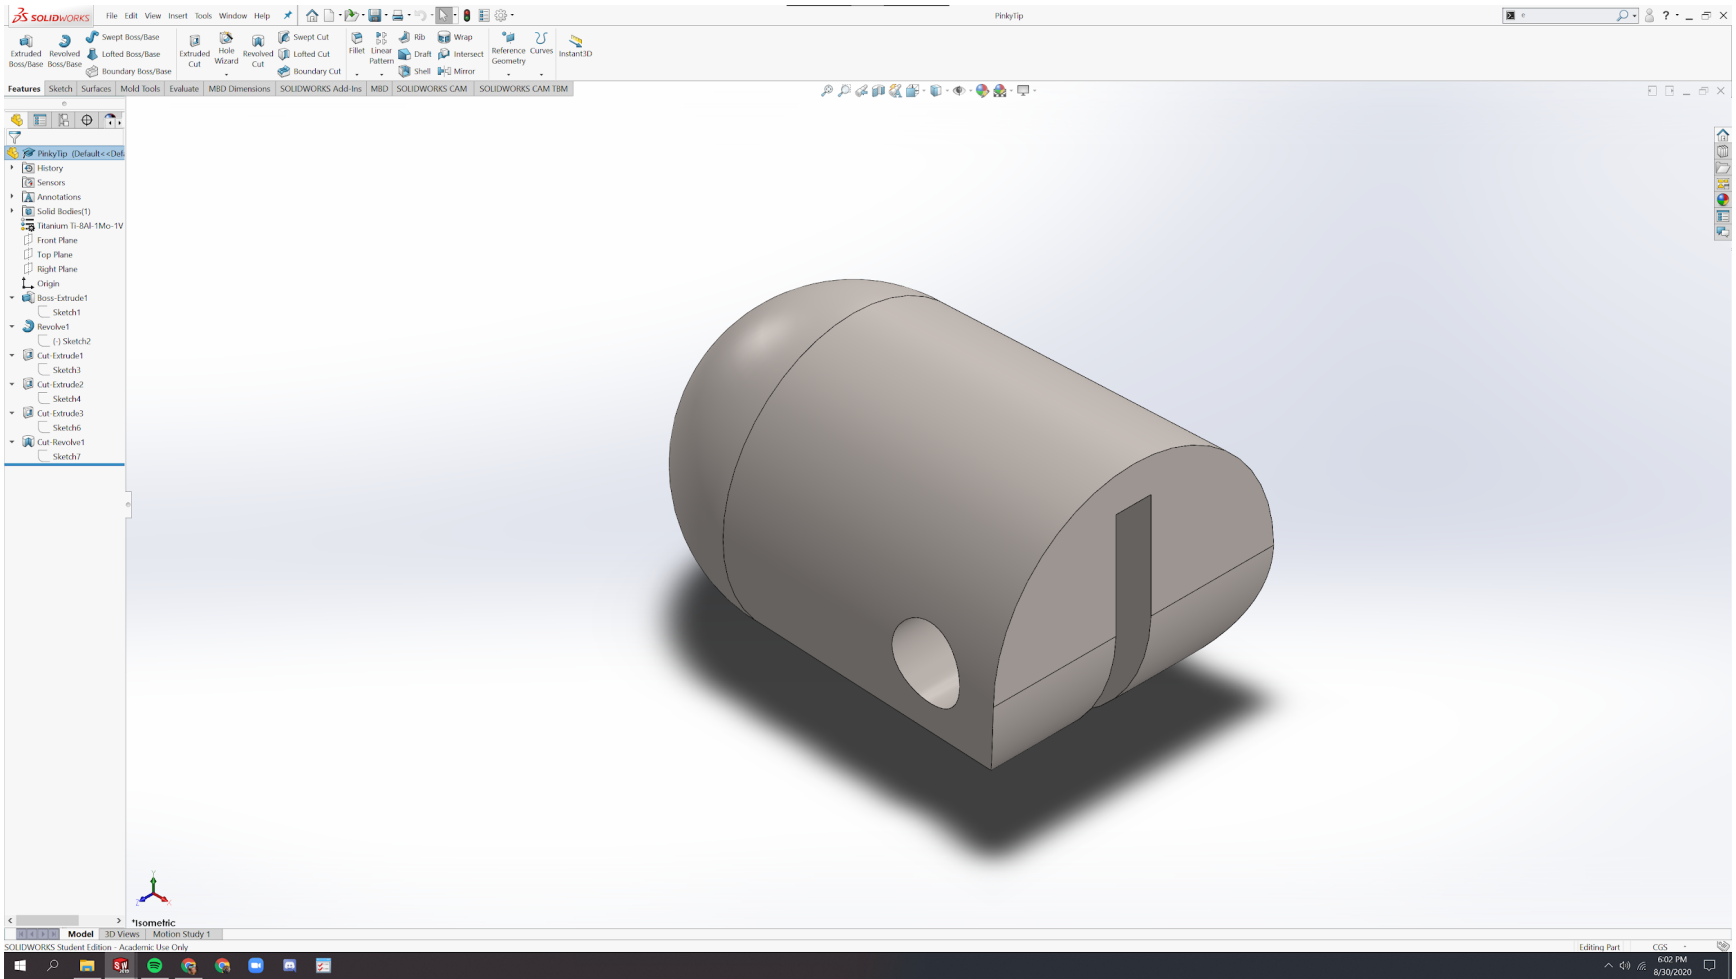 SOLIDWORKS File Edit View Insert Tools Window Help PinkyTip
Extruded Boss/Base
Revolved Boss/Base
Swept Boss/Base
Lofted Boss/Base
Boundary Boss/Base
Extruded Cut
Hole Wizard
Revolved Cut
Swept Cut
Lofted Cut
Boundary Cut
Fillet
Linear Pattern
Rib
Draft
Shell
Wrap
Intersect
Mirror
Reference Geometry
Curves
Instant3D
Features Sketch Surfaces Mold Tools Evaluate MBD Dimensions SOLIDWORKS Add-Ins MBD SOLIDWORKS CAM SOLIDWORKS CAM TBM
PinkyTip (Default<<Def
History
Sensors
Annotations
Solid Bodies(1)
Titanium Ti-8Al-1Mo-1V
Front Plane
Top Plane
Right Plane
Origin
Boss-Extrude1
Sketch1
Revolve1
(-) Sketch2
Cut-Extrude1
Sketch3
Cut-Extrude2
Sketch4
Cut-Extrude3
Sketch6
Cut-Revolve1
Sketch7
*Isometric
Model 3D Views Motion Study 1
SOLIDWORKS Student Edition - Academic Use Only Editing Part CGS
6:02 PM
8/30/2020